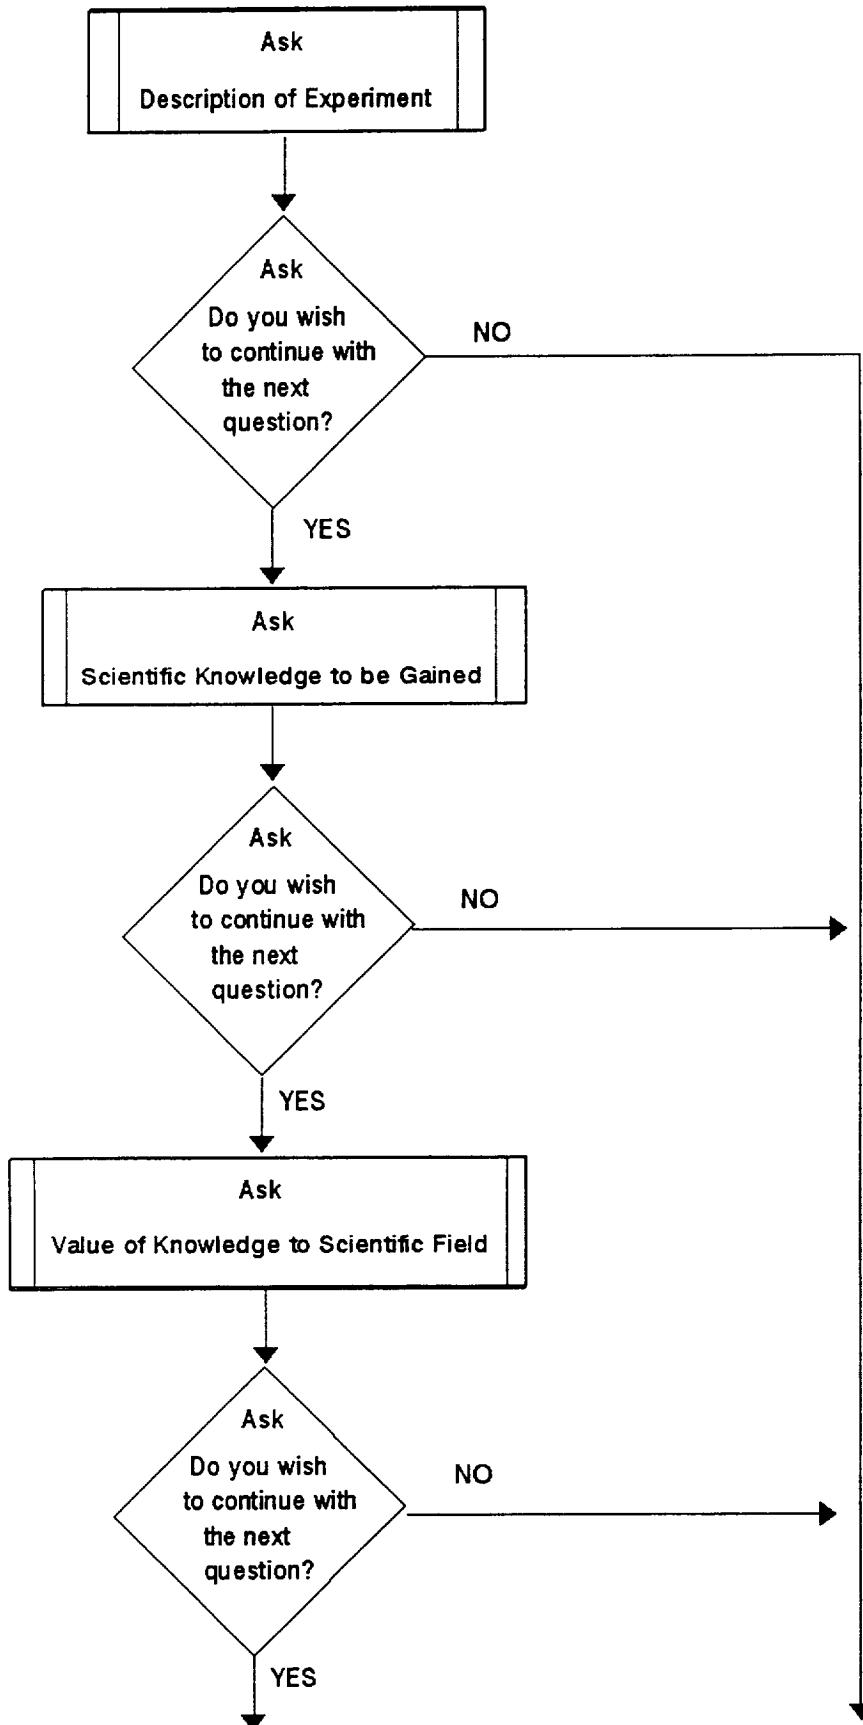 Ask
Description of Experiment
Ask
Do you wish
to continue with
the next
question?
NO
YES
Ask
Scientific Knowledge to be Gained
Ask
Do you wish
to continue with
the next
question?
NO
YES
Ask
Value of Knowledge to Scientific Field
Ask
Do you wish
to continue with
the next
question?
NO
YES